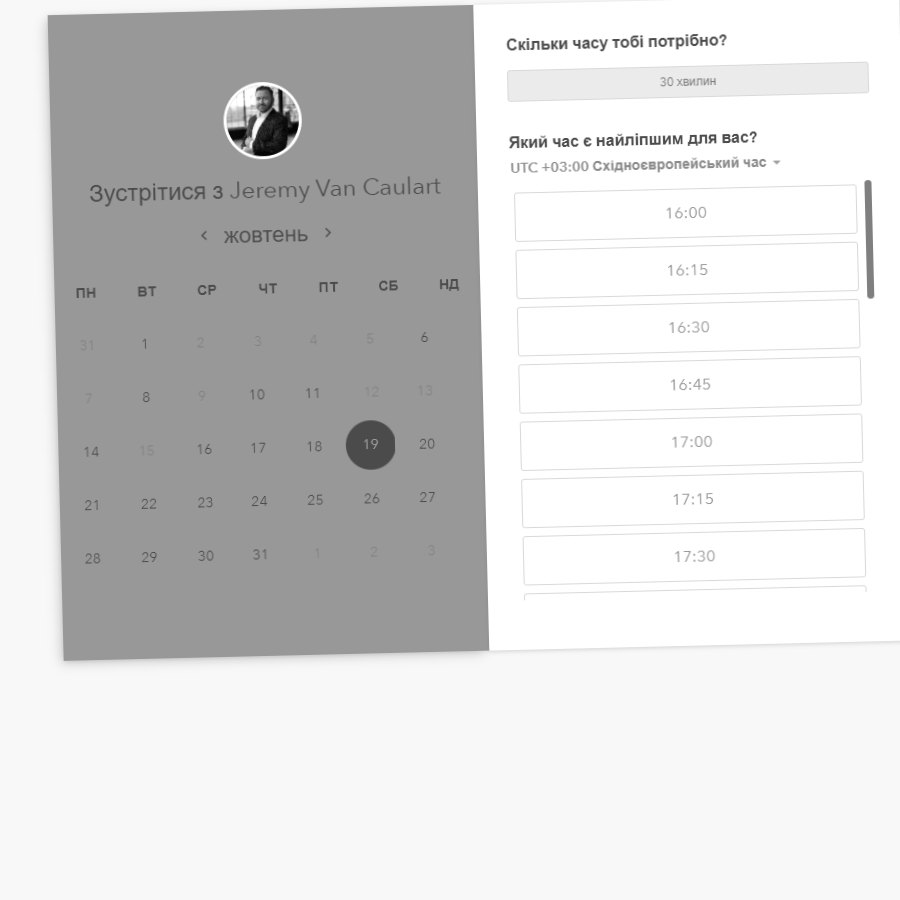 Зустрітися з Jeremy Van Caulart
жовтень
ПН ВТ СР ЧТ ПТ СБ НД
31 1 2 3 4 5 6
7 8 9 10 11 12 13
14 15 16 17 18 19 20
21 22 23 24 25 26 27
28 29 30 31 1 2 3
Скільки часу тобі потрібно?
30 хвилин
Який час є найліпшим для вас?
UTC +03:00 Східноєвропейський час
16:00
16:15
16:30
16:45
17:00
17:15
17:30